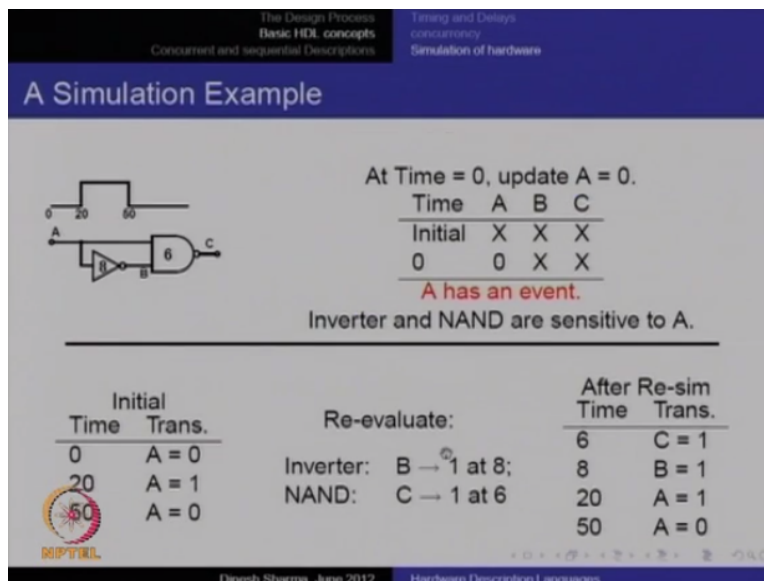 The Design Process
Basic HDL concepts
Concurrent and sequential Descriptions
Timing and Delays
concurrency
Simulation of hardware
A Simulation Example
0 20 50
A
8
B
6
C
At Time = 0, update A = 0.
Time A B C
Initial X X X
0 0 X X
A has an event.
Inverter and NAND are sensitive to A.
Initial
Time Trans.
0 A = 0
20 A = 1
50 A = 0
Re-evaluate:
Inverter: B → 1 at 8;
NAND: C → 1 at 6
After Re-sim
Time Trans.
6 C = 1
8 B = 1
20 A = 1
50 A = 0
NPTEL
Dinesh Sharma, June 2012
Hardware Description Languages